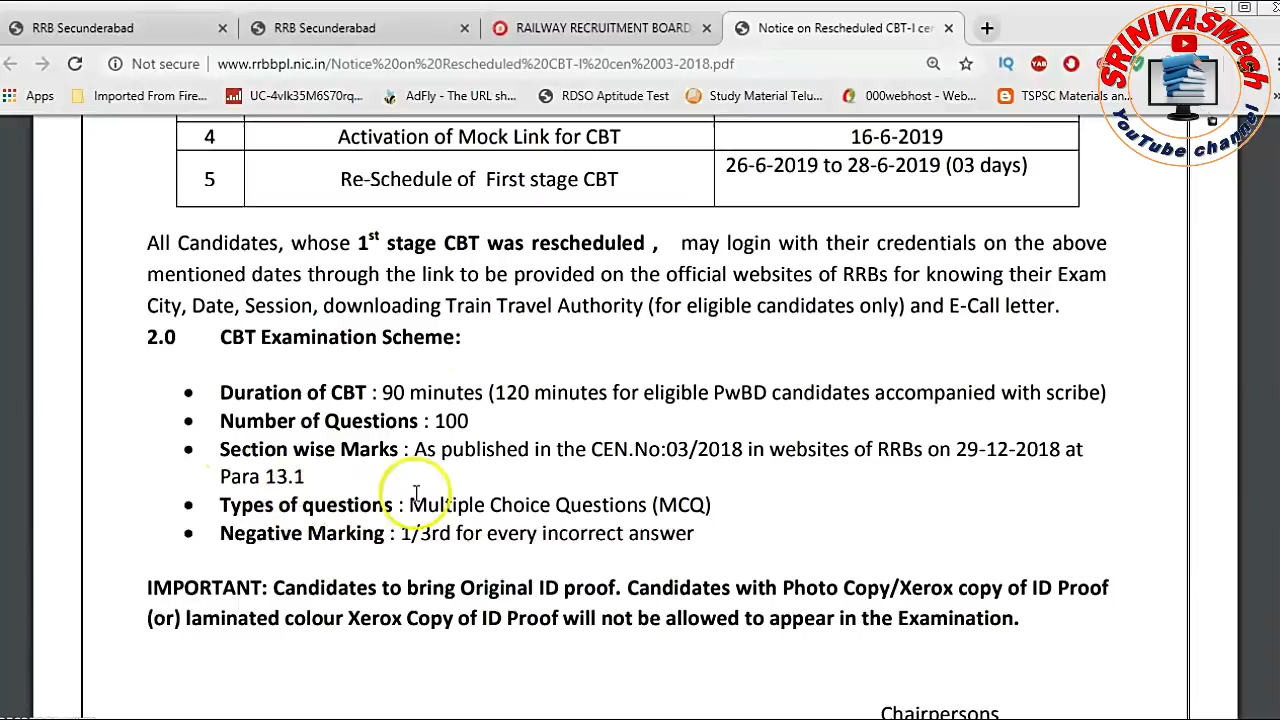 RRB Secunderabad
RRB Secunderabad
RAILWAY RECRUITMENT BOARD
Notice on Rescheduled CBT-I cen
Not secure
www.rrbbpl.nic.in/Notice%20on%20Rescheduled%20CBT-I%20cen%2003-2018.pdf
Apps
Imported From Fire...
UC-4vlk35M6S70rq...
AdFly - The URL sh...
RDSO Aptitude Test
Study Material Telu...
000webhost - Web...
TSPSC Materials an...
SRINIVASMech
YouTube channel
4 Activation of Mock Link for CBT 16-6-2019
5 Re-Schedule of First stage CBT 26-6-2019 to 28-6-2019 (03 days)
All Candidates, whose 1st stage CBT was rescheduled , may login with their credentials on the above
mentioned dates through the link to be provided on the official websites of RRBs for knowing their Exam
City, Date, Session, downloading Train Travel Authority (for eligible candidates only) and E-Call letter.
2.0 CBT Examination Scheme:
• Duration of CBT : 90 minutes (120 minutes for eligible PwBD candidates accompanied with scribe)
• Number of Questions : 100
• Section wise Marks : As published in the CEN.No:03/2018 in websites of RRBs on 29-12-2018 at
Para 13.1
• Types of questions : Multiple Choice Questions (MCQ)
• Negative Marking : 1/3rd for every incorrect answer
IMPORTANT: Candidates to bring Original ID proof. Candidates with Photo Copy/Xerox copy of ID Proof
(or) laminated colour Xerox Copy of ID Proof will not be allowed to appear in the Examination.
Chairpersons